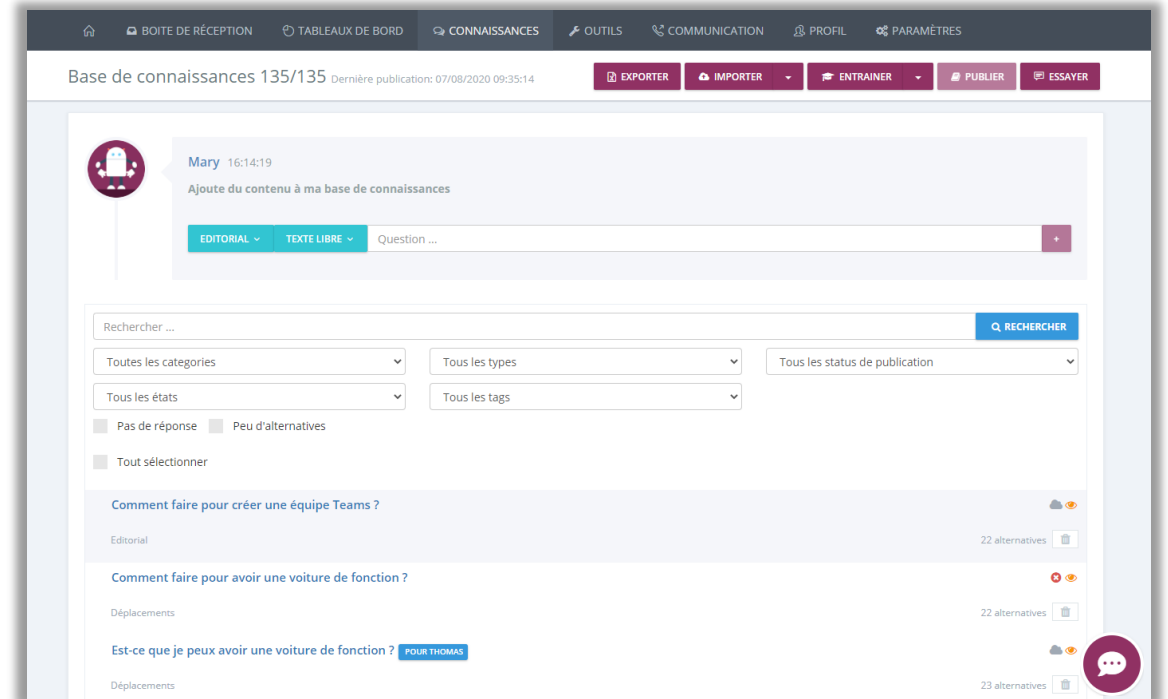 BOITE DE RÉCEPTION TABLEAUX DE BORD CONNAISSANCES OUTILS COMMUNICATION PROFIL PARAMÈTRES
Base de connaissances 135/135 Dernière publication: 07/08/2020 09:35:14 EXPORTER IMPORTER ENTRAINER PUBLIER ESSAYER
Mary 16:14:19
Ajoute du contenu à ma base de connaissances
EDITORIAL TEXTE LIBRE Question ... +
Rechercher ... RECHERCHER
Toutes les categories Tous les types Tous les status de publication
Tous les états Tous les tags
Pas de réponse Peu d'alternatives
Tout sélectionner
Comment faire pour créer une équipe Teams ?
Editorial 22 alternatives
Comment faire pour avoir une voiture de fonction ?
Déplacements 22 alternatives
Est-ce que je peux avoir une voiture de fonction ? POUR THOMAS
Déplacements 23 alternatives